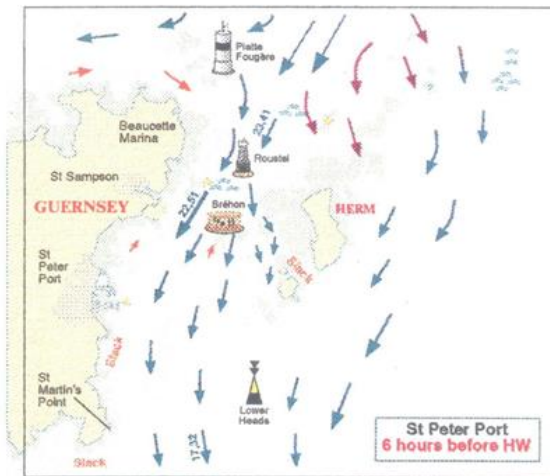 Platte
Fougère
Beaucette
Marina
23,41
Roustel
St Sampson
22,51
GUERNSEY
Bréhon
HERM
St
Peter
Port
Slack
Slack
St
Martin's
Point
Lower
Heads
17,32
Slack
St Peter Port
6 hours before HW